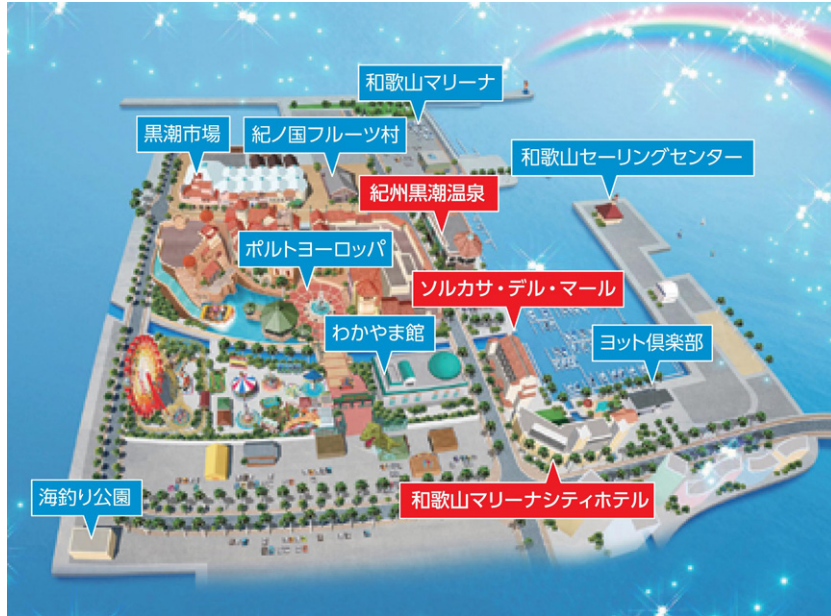 和歌山マリーナ
黒潮市場
紀ノ国フルーツ村
和歌山セーリングセンター
紀州黒潮温泉
ポルトヨーロッパ
ソルカサ・デル・マール
わかやま館
ヨット倶楽部
海釣り公園
和歌山マリーナシティホテル